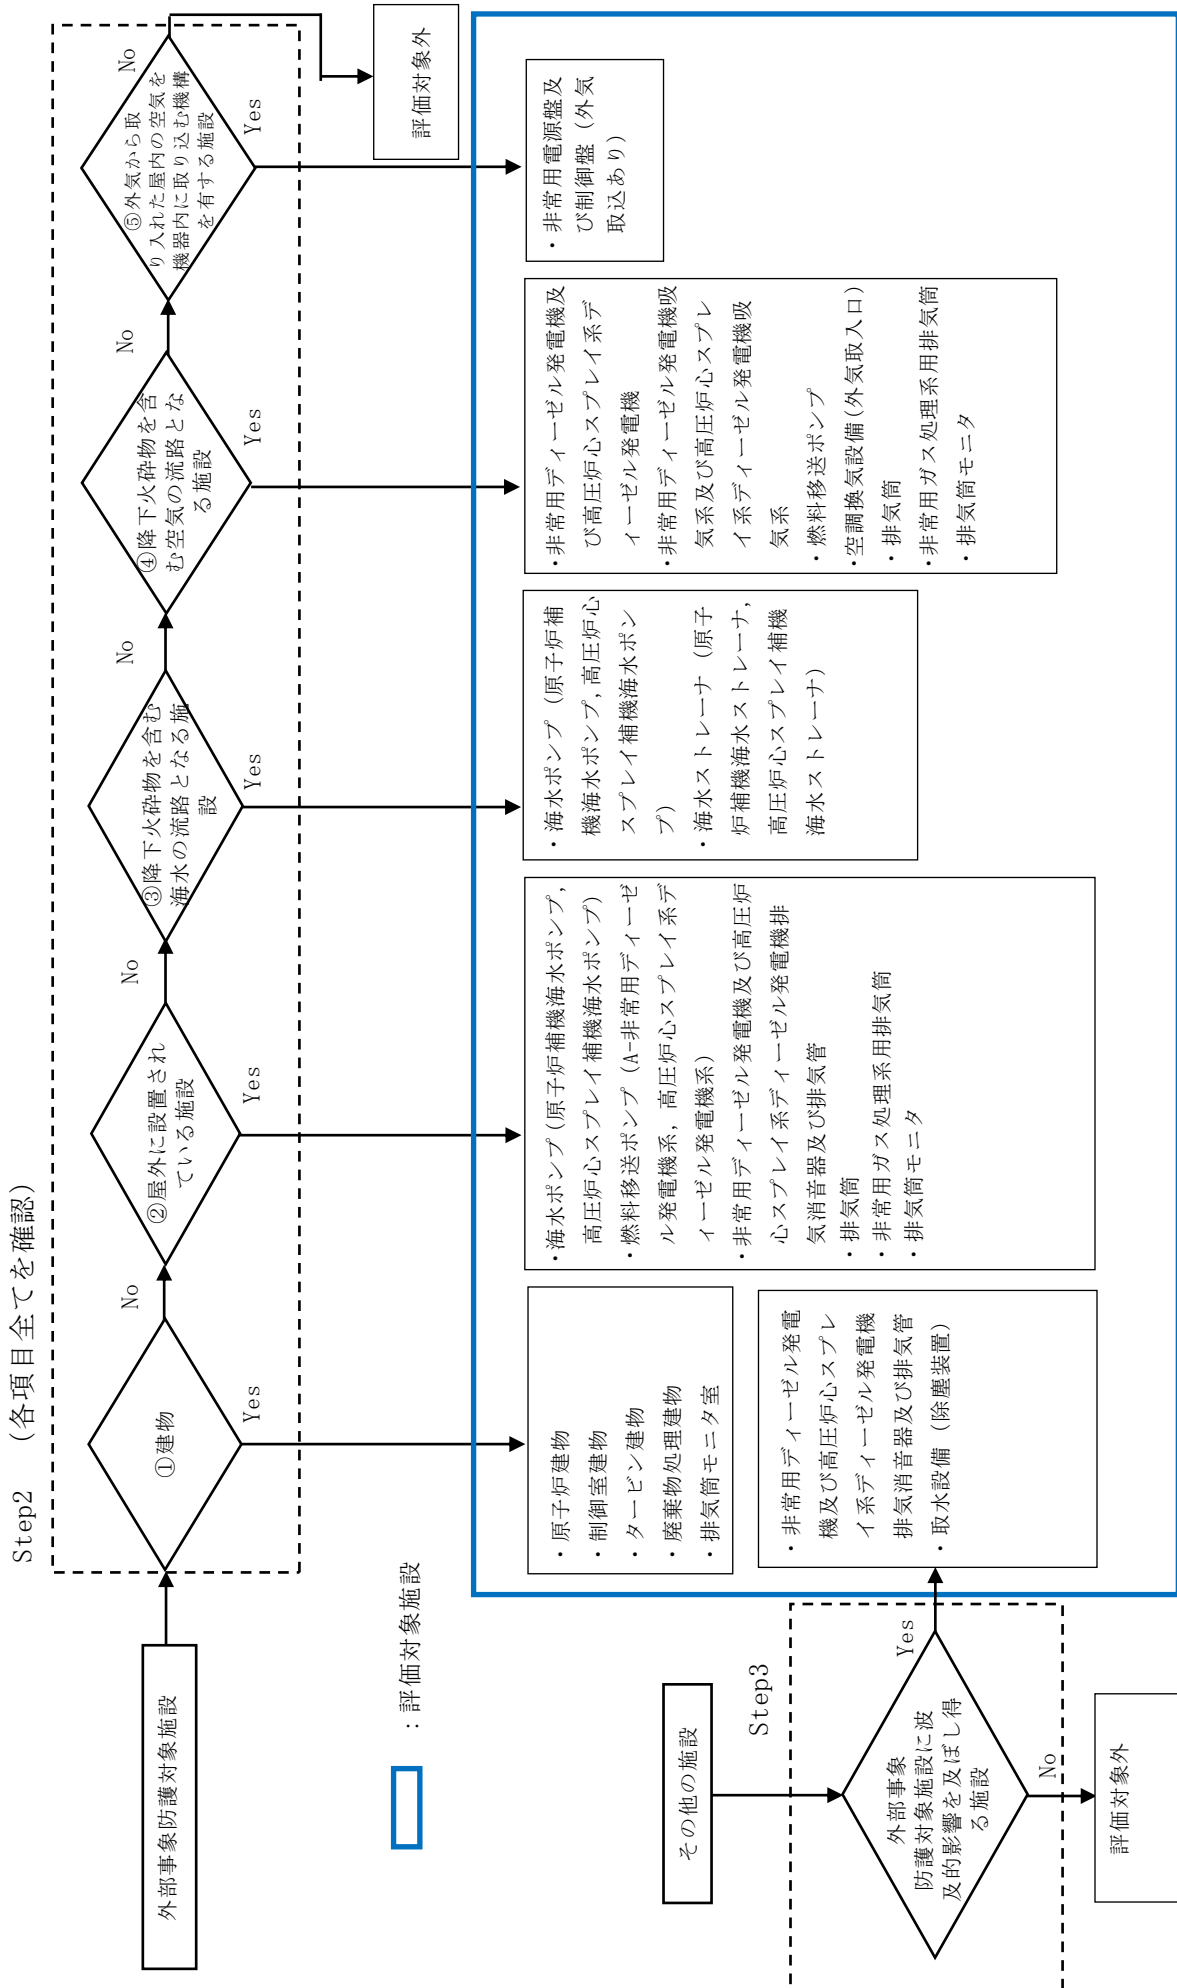 Step2　（各項目全てを確認）
外部事象防護対象施設
①建物
No
Yes
②屋外に設置され
ている施設
No
Yes
③降下火砕物を含む
海水の流路となる施
設
No
Yes
④降下火砕物を含
む空気の流路とな
る施設
No
Yes
⑤外気から取
り入れた屋内の空気を
機器内に取り込む機構
を有する施設
No
Yes
評価対象外
：評価対象施設
・原子炉建物
・制御室建物
・タービン建物
・廃棄物処理建物
・排気筒モニタ室
・海水ポンプ(原子炉補機海水ポンプ,
高圧炉心スプレイ補機海水ポンプ)
・燃料移送ポンプ（A-非常用ディーゼ
ル発電機系，高圧炉心スプレイ系デ
ィーゼル発電機系）
・非常用ディーゼル発電機及び高圧炉
心スプレイ系ディーゼル発電機排
気消音器及び排気管
・排気筒
・非常用ガス処理系用排気筒
・排気筒モニタ
・海水ポンプ（原子炉補
機海水ポンプ,高圧炉心
スプレイ補機海水ポン
プ）
・海水ストレーナ（原子
炉補機海水ストレーナ,
高圧炉心スプレイ補機
海水ストレーナ）
・非常用ディーゼル発電機及
び高圧炉心スプレイ系デ
ィーゼル発電機
・非常用ディーゼル発電機吸
気系及び高圧炉心スプレ
イ系ディーゼル発電機吸
気系
・燃料移送ポンプ
・空調換気設備(外気取入口)
・排気筒
・非常用ガス処理系用排気筒
・排気筒モニタ
・非常用電源盤及
び制御盤（外気
取込あり）
その他の施設
Step3
外部事象
防護対象施設に波
及的影響を及ぼし得
る施設
Yes
No
評価対象外
・非常用ディーゼル発電
機及び高圧炉心スプレ
イ系ディーゼル発電機
排気消音器及び排気管
・取水設備（除塵装置）